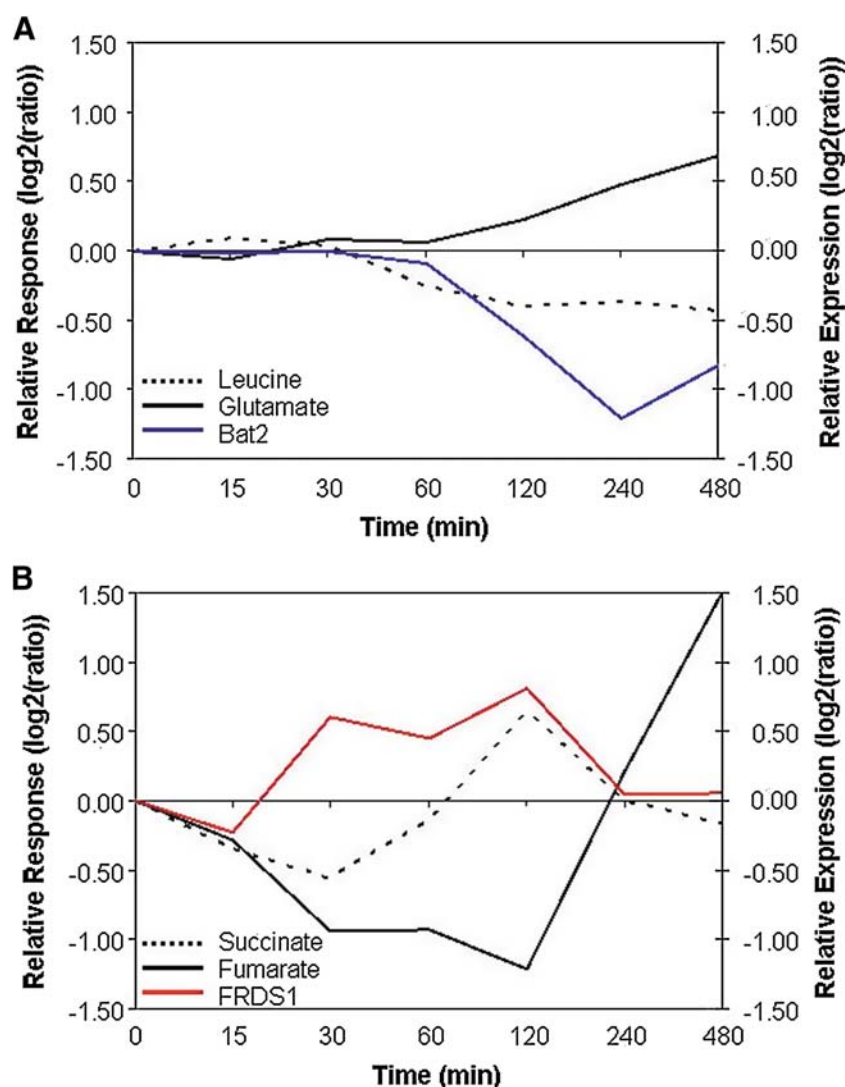 A
Relative Response (log2(ratio))
1.50
1.00
0.50
0.00
-0.50
-1.00
-1.50
Leucine
Glutamate
Bat2
1.50
1.00
0.50
0.00
-0.50
-1.00
-1.50
Relative Expression (log2(ratio))
0 15 30 60 120 240 480
Time (min)
B
Relative Response (log2(ratio))
1.50
1.00
0.50
0.00
-0.50
-1.00
-1.50
Succinate
Fumarate
FRDS1
1.50
1.00
0.50
0.00
-0.50
-1.00
-1.50
Relative Expression (log2(ratio))
0 15 30 60 120 240 480
Time (min)